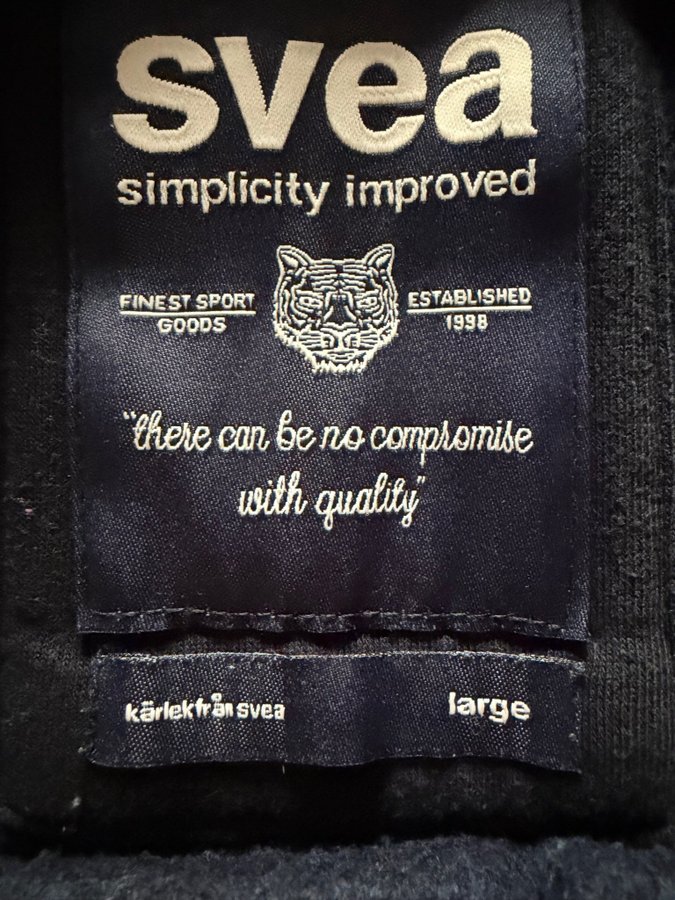 svea
simplicity improved
FINEST SPORT
GOODS
ESTABLISHED
1998
"there can be no compromise
with quality"
kärlekfrån svea
large